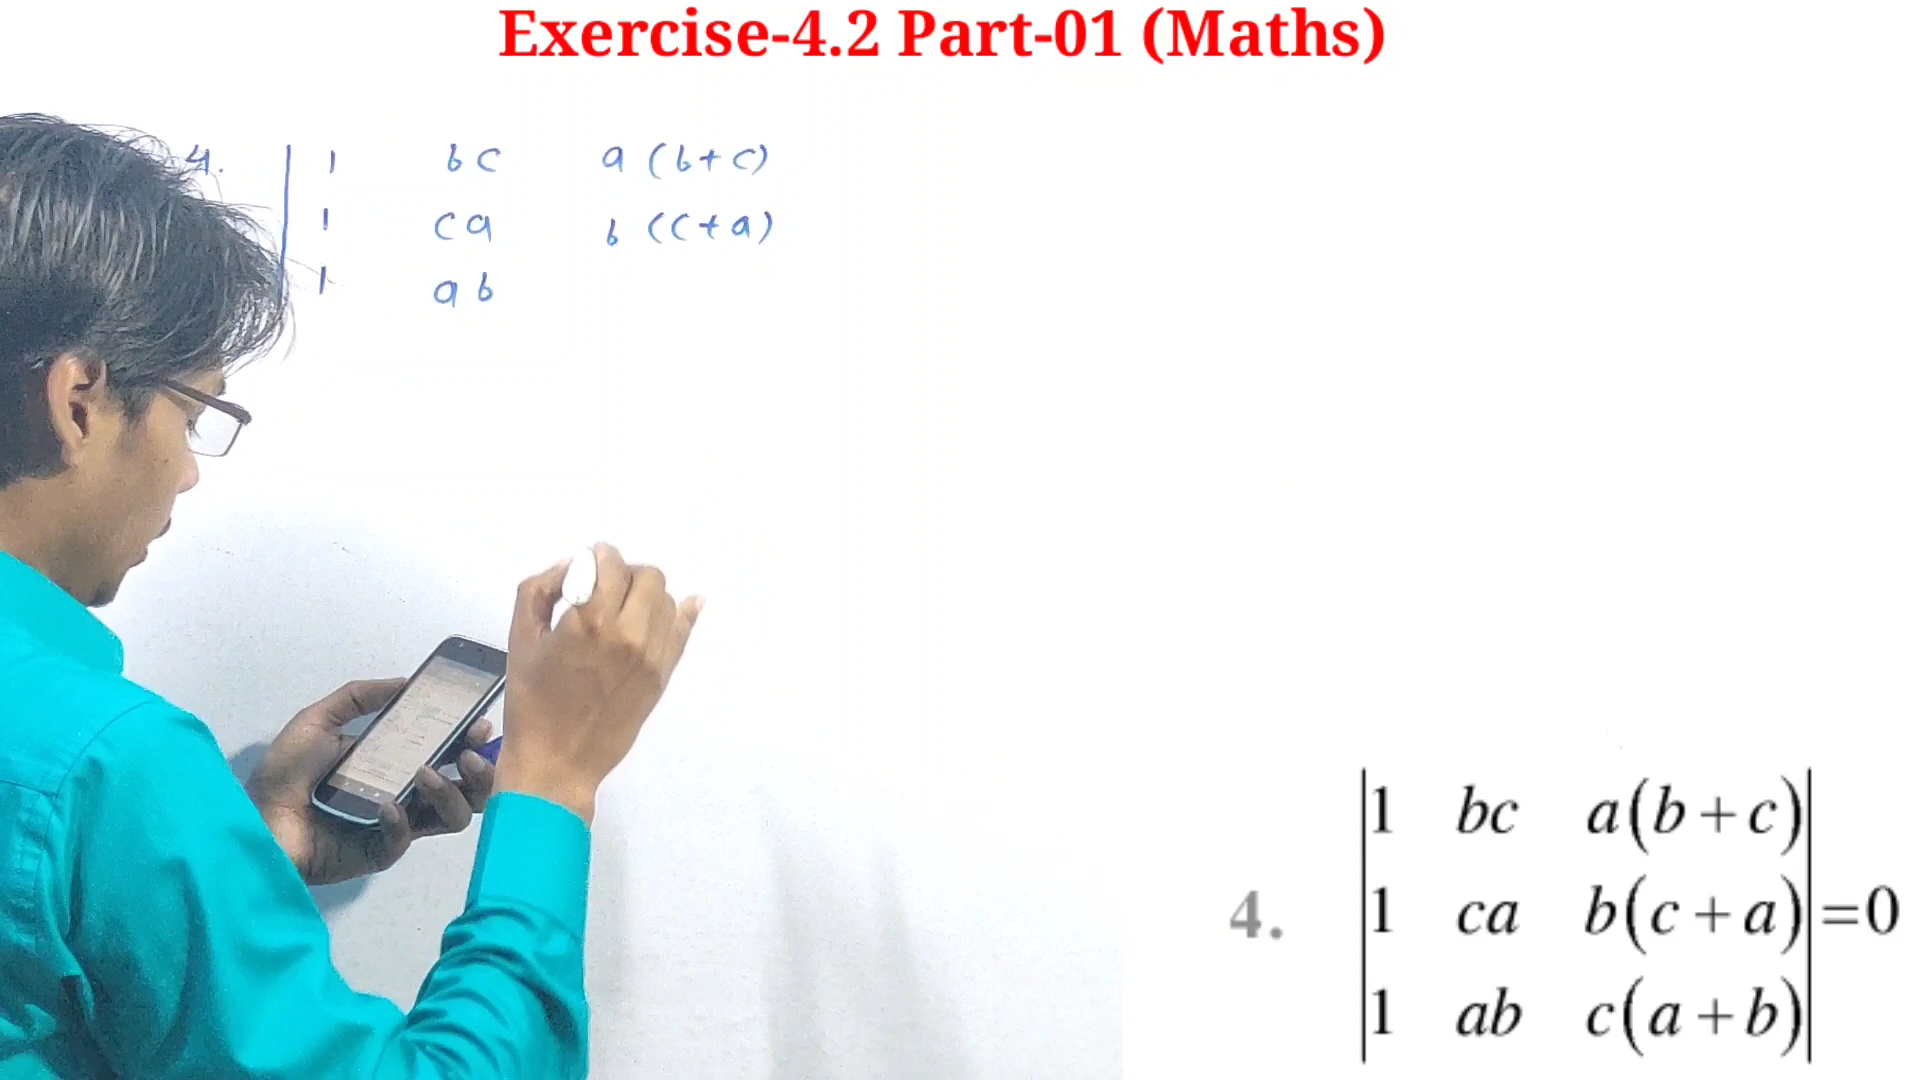 Exercise-4.2 Part-01 (Maths)
4. | 1 bc a (b+c)
1 ca b (c+a)
1 ab
4. |1 bc a(b+c)|
|1 ca b(c+a)|=0
|1 ab c(a+b)|